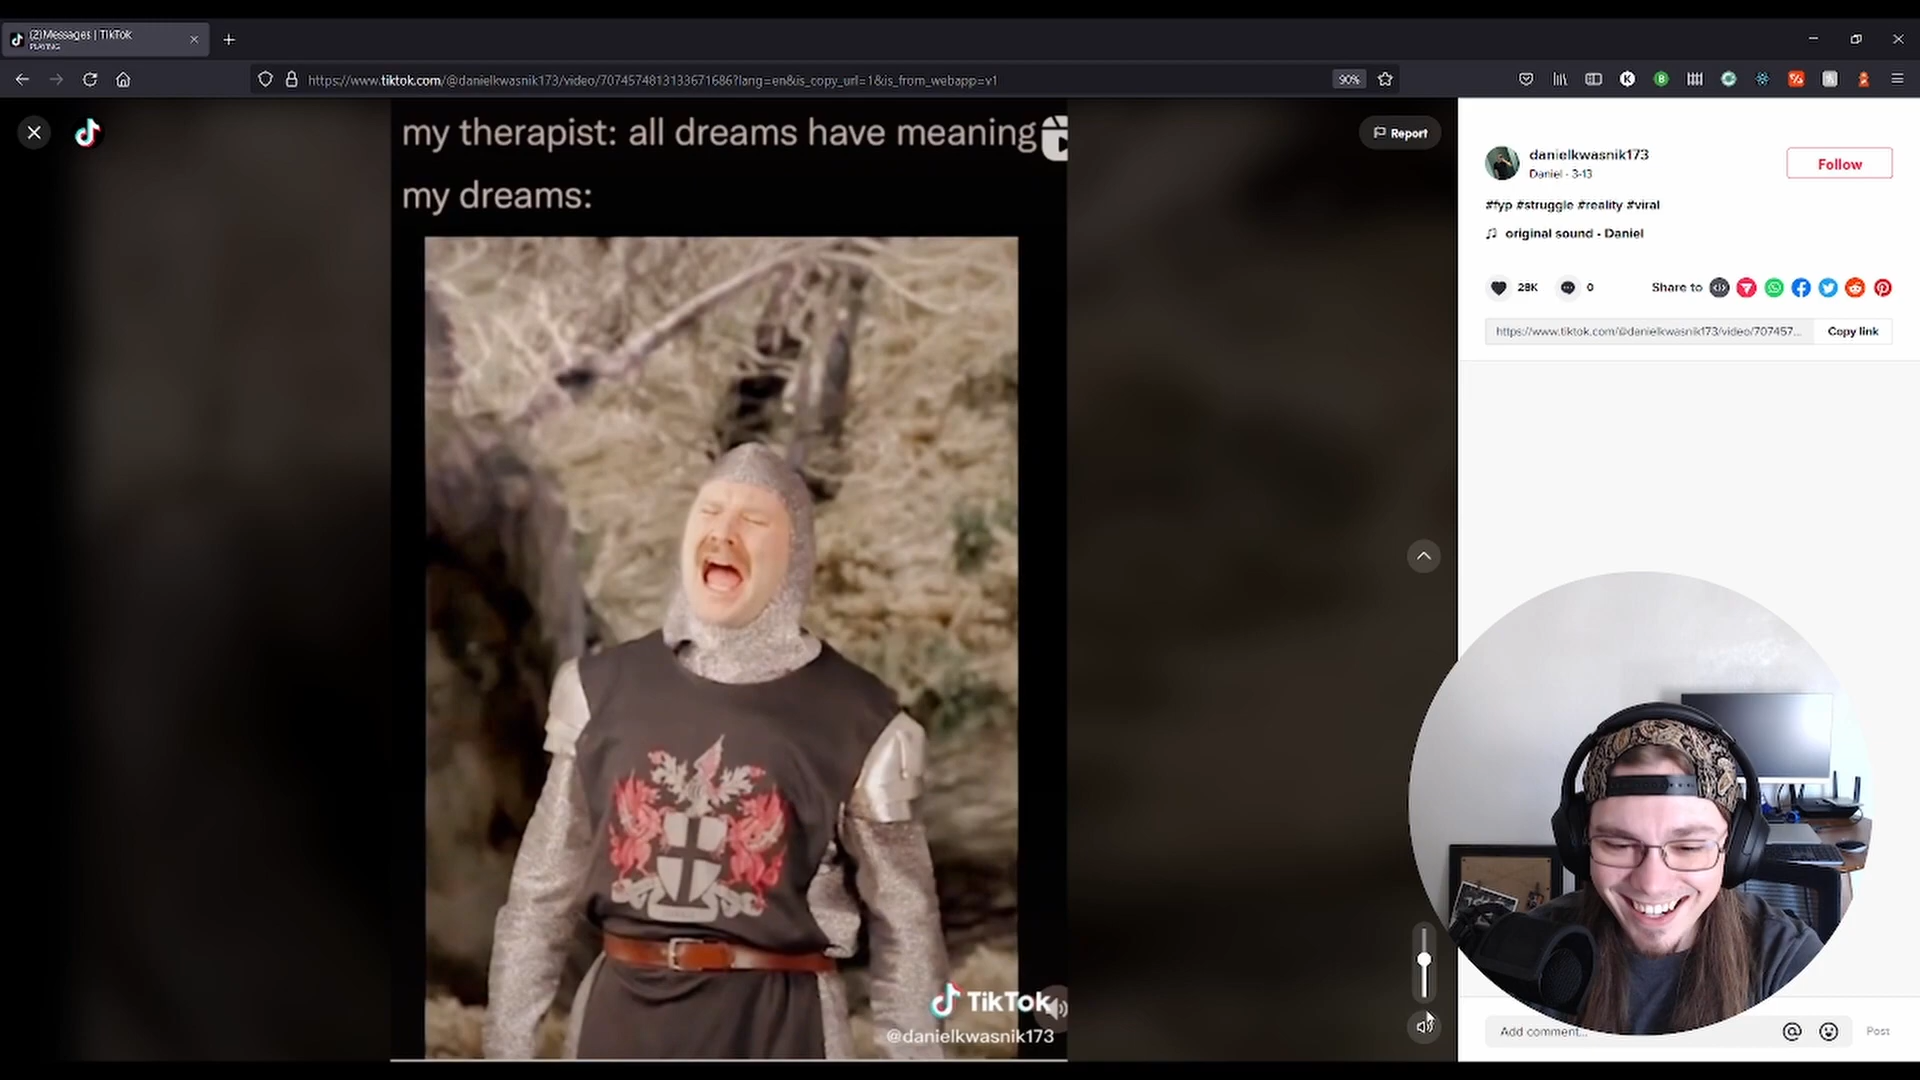 (2)Messages | TikTok
PLAYING
https://www.tiktok.com/@danielkwasnik173/video/7074574813133671686?lang=en&is_copy_url=1&is_from_webapp=v1
90%
my therapist: all dreams have meaning
my dreams:
Report
danielkwasnik173
Daniel · 3-13
Follow
#fyp #struggle #reality #viral
original sound - Daniel
28K
0
Share to
https://www.tiktok.com/@danielkwasnik173/video/707457...
Copy link
TikTok
@danielkwasnik173
Add comment...
Post